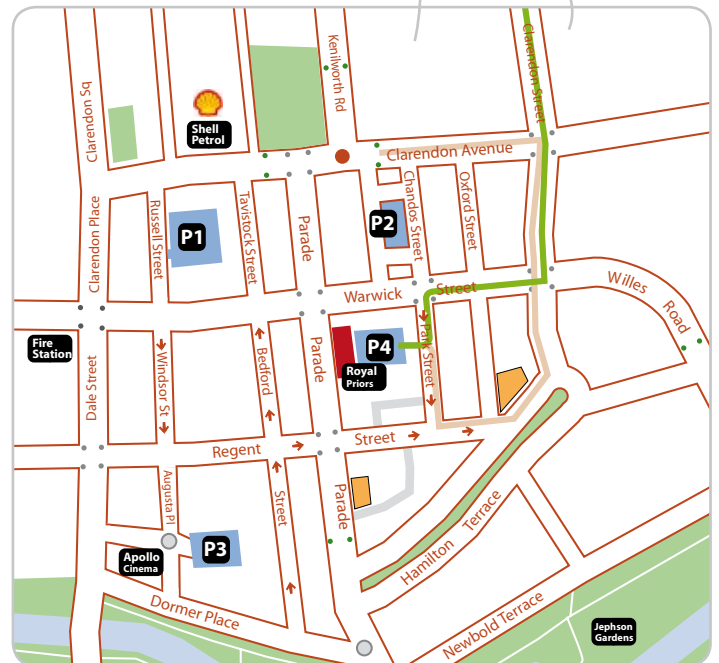 Clarendon Sq
Kenilworth Rd
Clarendon Street
Shell
Petrol
Clarendon Avenue
Clarendon Place
Russell Street
P1
Tavistock Street
Parade
P2
Chandos Street
Oxford Street
Warwick
Street
Willes
Road
Fire
Station
Dale Street
Windsor St
Bedford
Parade
P4
Royal
Priors
Park Street
Regent
Street
Augusta Pl
Street
Parade
P3
Apollo
Cinema
Hamilton
Terrace
Dormer Place
Newbold Terrace
Jephson
Gardens